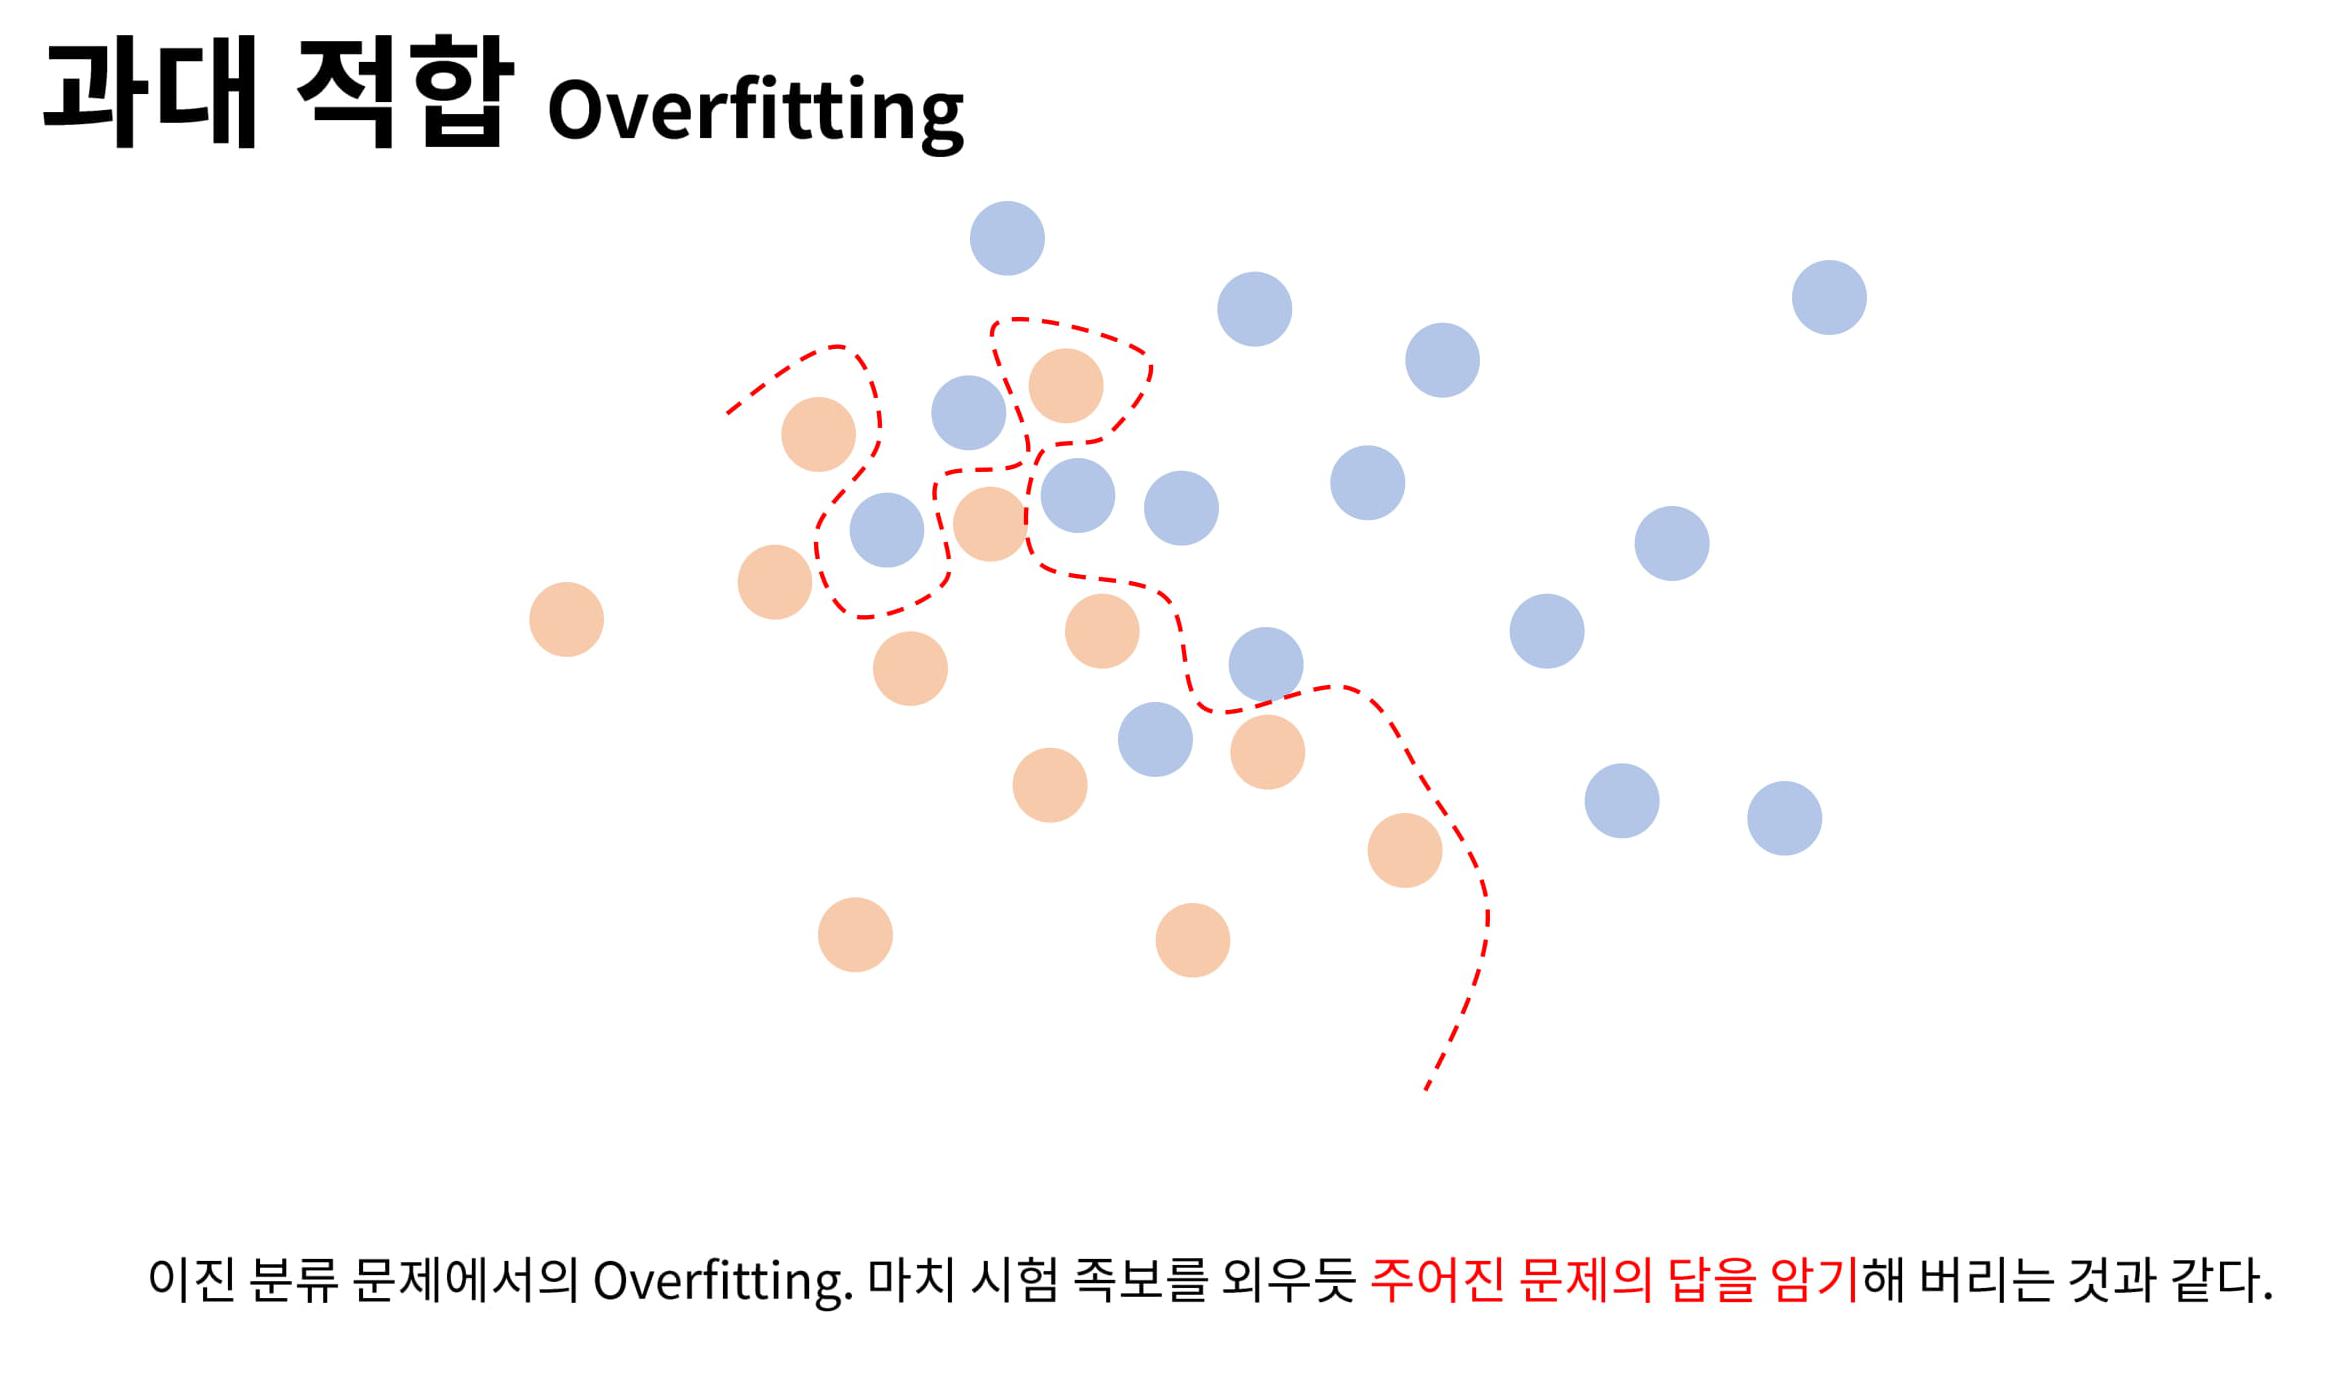 과대 적합 Overfitting
이진 분류 문제에서의 Overfitting. 마치 시험 족보를 외우듯 주어진 문제의 답을 암기해 버리는 것과 같다.